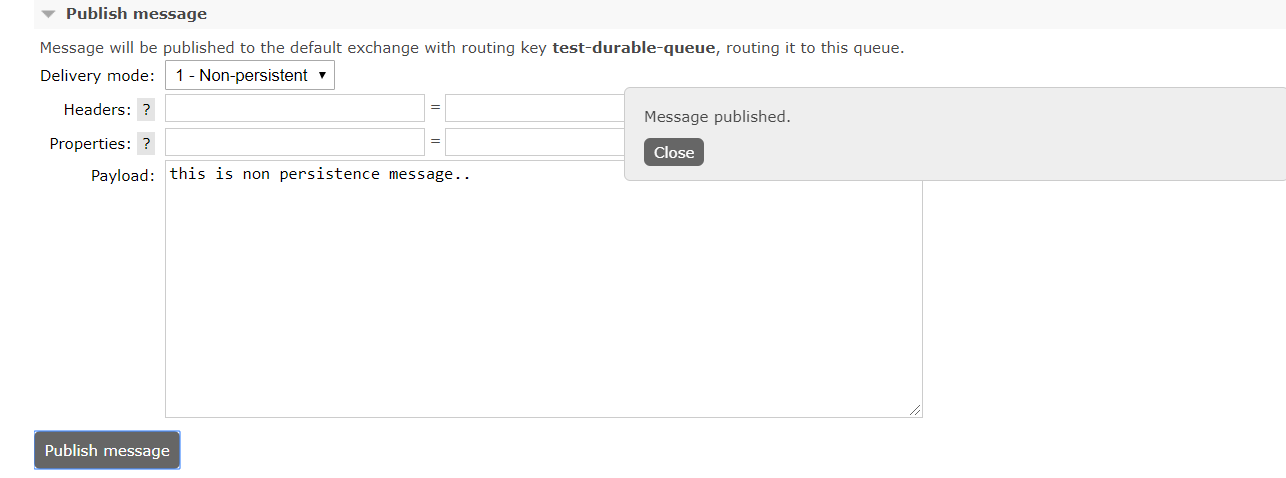 Publish message
Message will be published to the default exchange with routing key test-durable-queue, routing it to this queue.
Delivery mode: 1 - Non-persistent
Headers: ? =
Message published.
Properties: ? =
Close
Payload: this is non persistence message..
Publish message